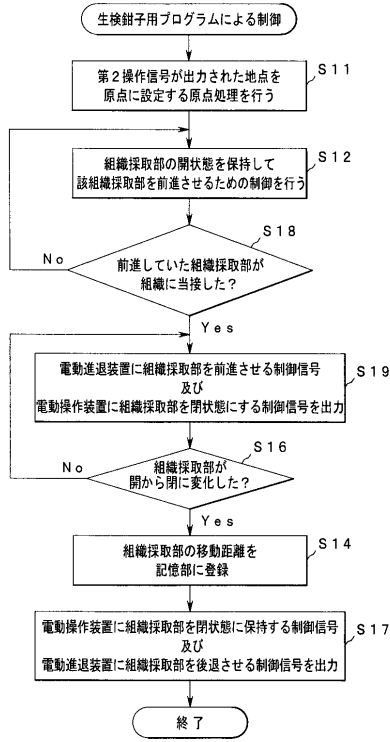 生検鉗子用プログラムによる制御
S11
第2操作信号が出力された地点を
原点に設定する原点処理を行う
S12
組織採取部の開状態を保持して
該組織採取部を前進させるための制御を行う
S18
No
前進していた組織採取部が
組織に当接した?
Yes
電動進退装置に組織採取部を前進させる制御信号
S19
及び
電動操作装置に組織採取部を閉状態にする制御信号を出力
S16
No
組織採取部が
開から閉に変化した?
Yes
S14
組織採取部の移動距離を
記憶部に登録
電動操作装置に組織採取部を閉状態に保持する制御信号
S17
及び
電動進退装置に組織採取部を後退させる制御信号を出力
終了